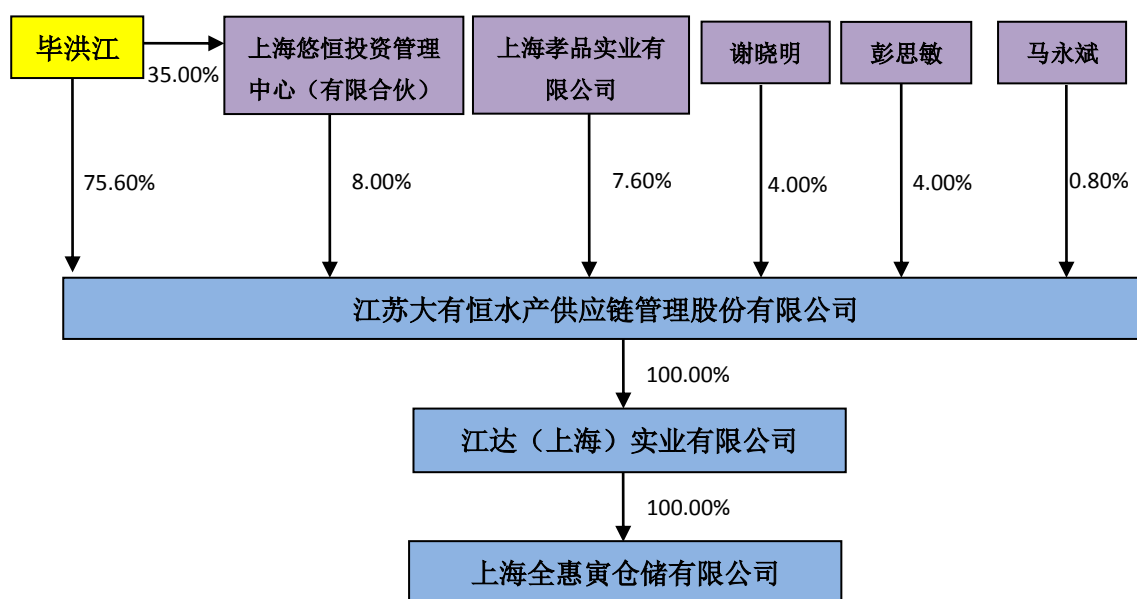 毕洪江
35.00%
上海悠恒投资管理
中心（有限合伙）
上海孝品实业有
限公司
谢晓明
彭思敏
马永斌
75.60%
8.00%
7.60%
4.00%
4.00%
0.80%
江苏大有恒水产供应链管理股份有限公司
100.00%
江达（上海）实业有限公司
100.00%
上海全惠寅仓储有限公司